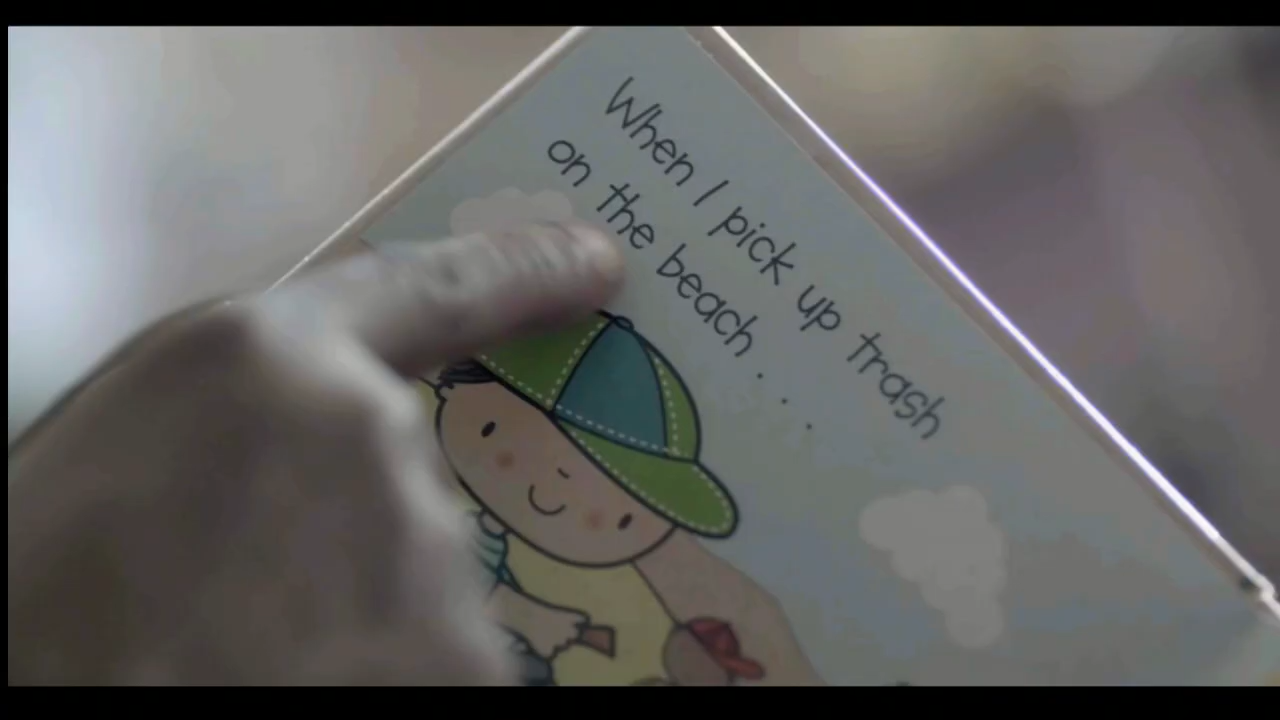 When I pick up trash
on the beach . . .